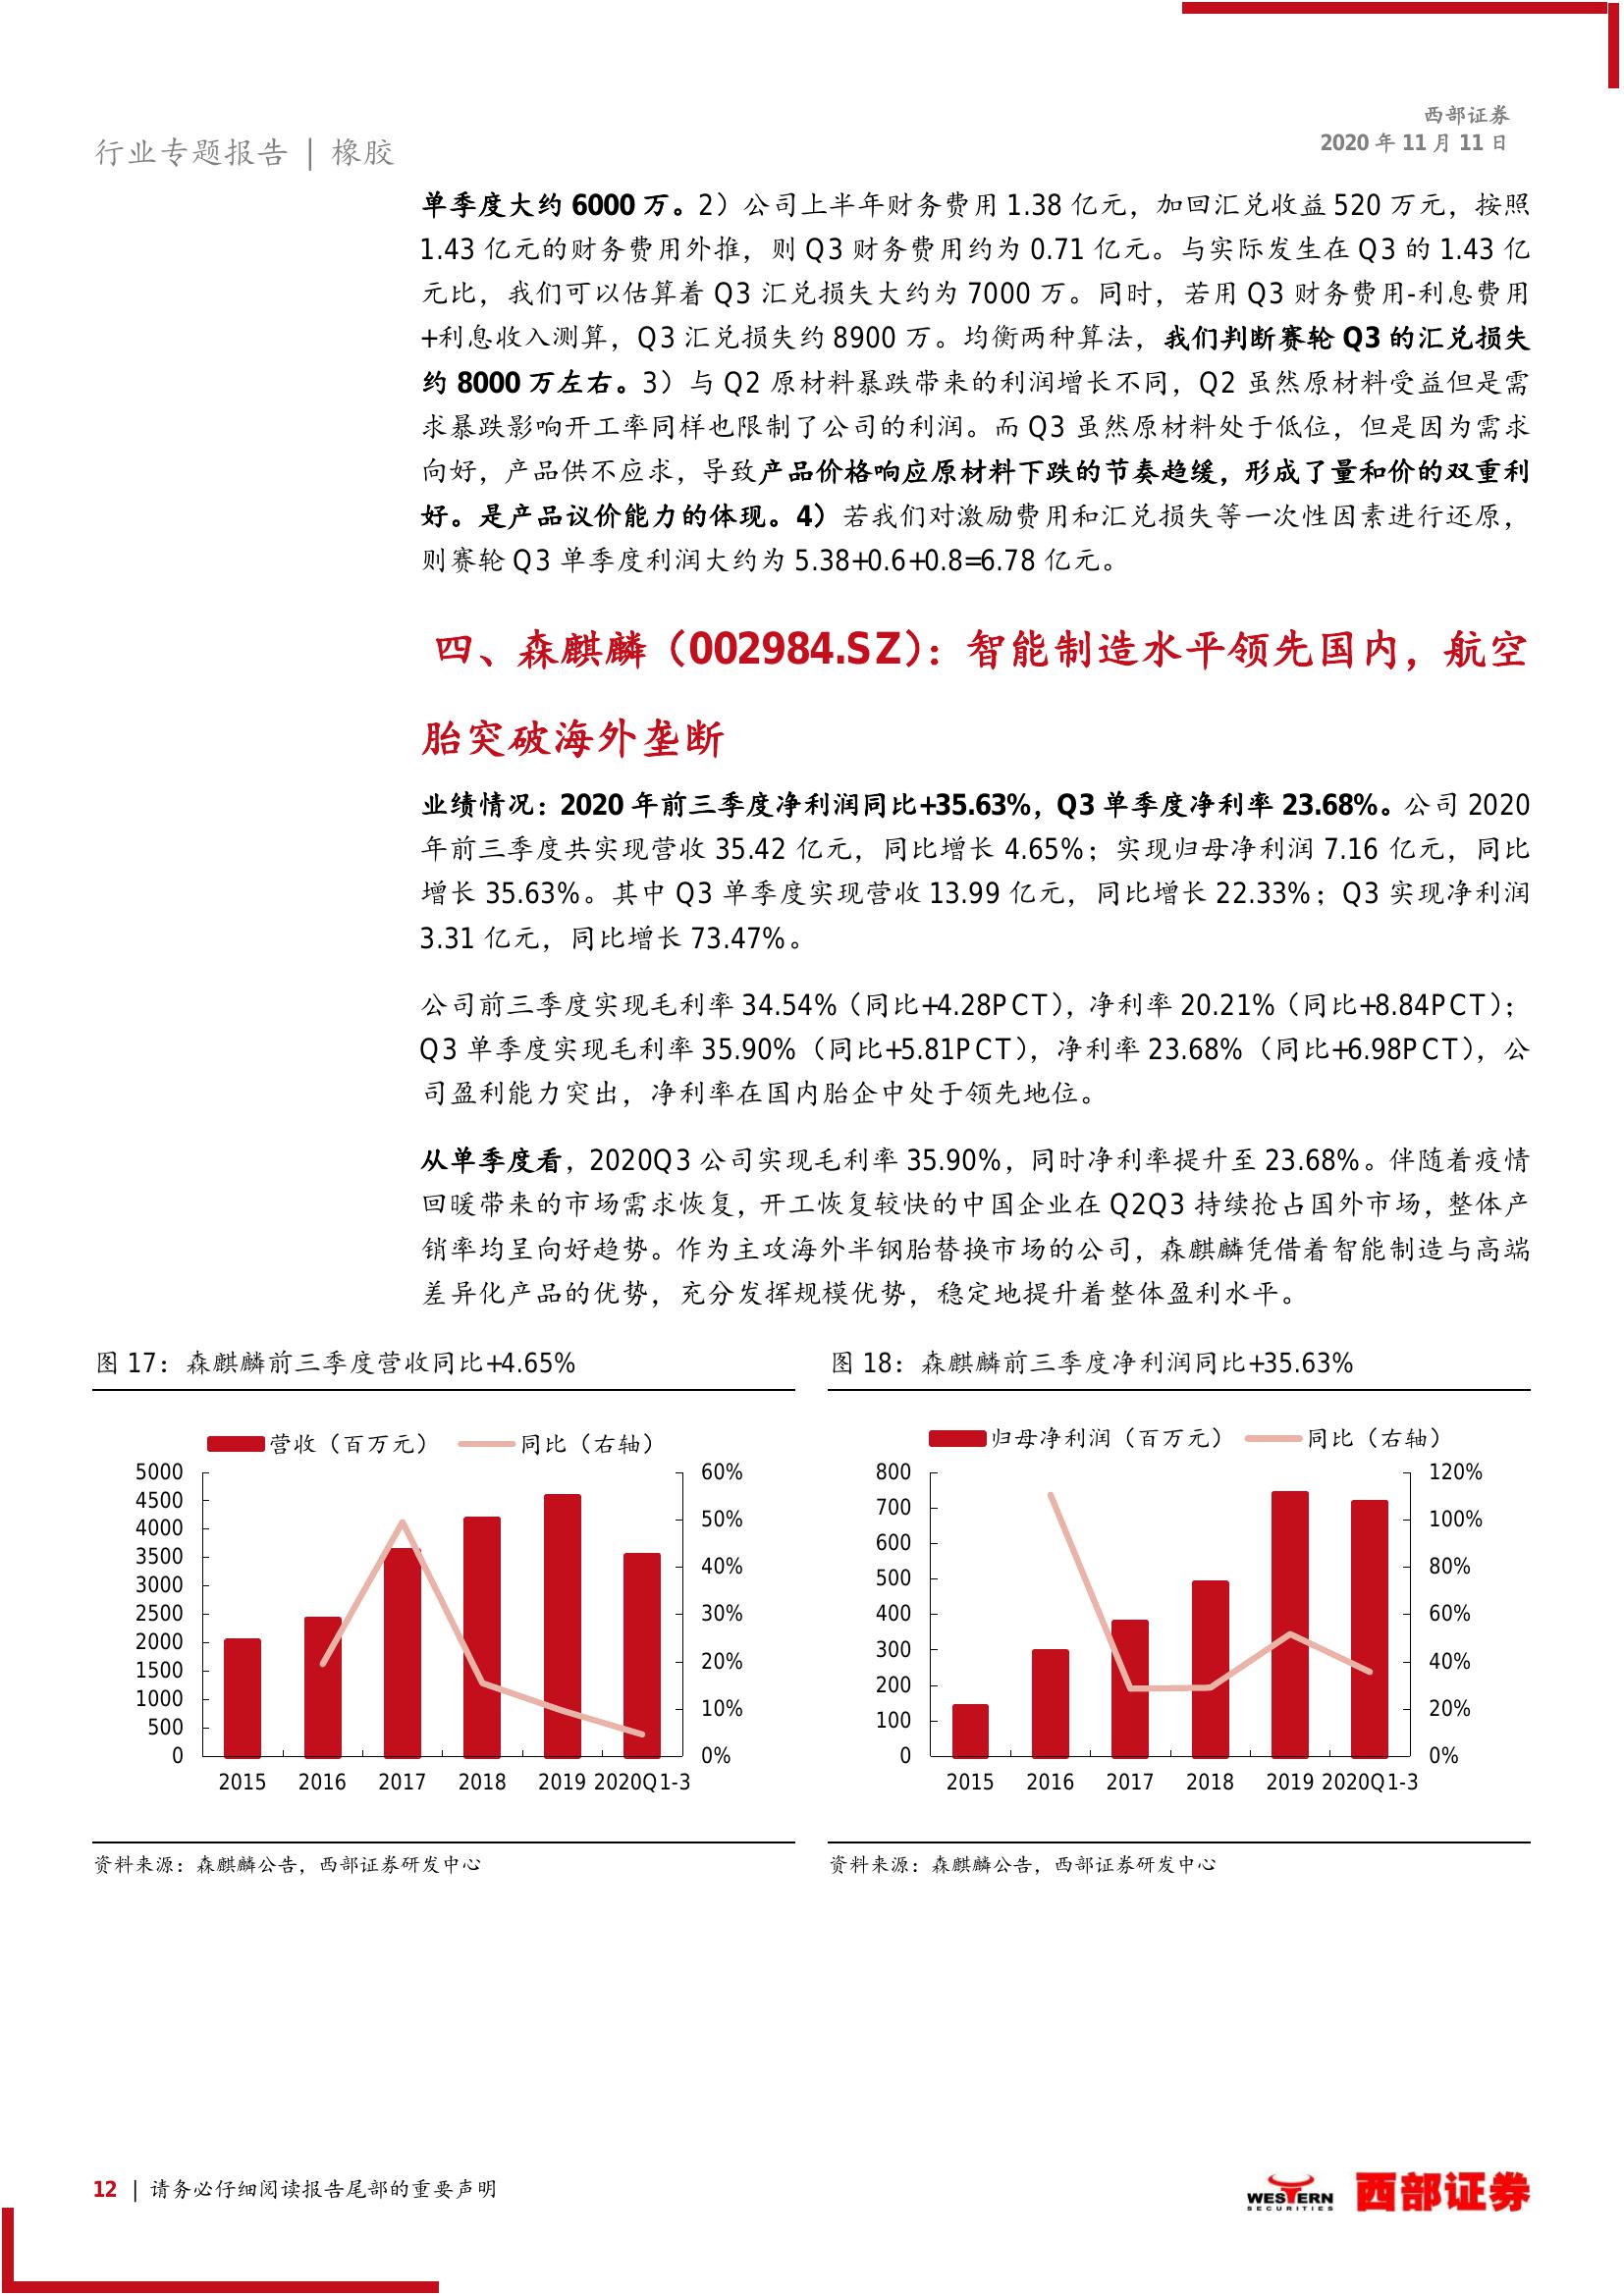 西部证券
2020 年 11 月 11 日
行业专题报告 | 橡胶
单季度大约 6000 万。2）公司上半年财务费用 1.38 亿元，加回汇兑收益 520 万元，按照
1.43 亿元的财务费用外推，则 Q3 财务费用约为 0.71 亿元。与实际发生在 Q3 的 1.43 亿
元比，我们可以估算着 Q3 汇兑损失大约为 7000 万。同时，若用 Q3 财务费用-利息费用
+利息收入测算，Q3 汇兑损失约 8900 万。均衡两种算法，我们判断赛轮 Q3 的汇兑损失
约 8000 万左右。3）与 Q2 原材料暴跌带来的利润增长不同，Q2 虽然原材料受益但是需
求暴跌影响开工率同样也限制了公司的利润。而 Q3 虽然原材料处于低位，但是因为需求
向好，产品供不应求，导致产品价格响应原材料下跌的节奏趋缓，形成了量和价的双重利
好。是产品议价能力的体现。4）若我们对激励费用和汇兑损失等一次性因素进行还原，
则赛轮 Q3 单季度利润大约为 5.38+0.6+0.8=6.78 亿元。
四、森麒麟（002984.SZ）：智能制造水平领先国内，航空
胎突破海外垄断
业绩情况：2020 年前三季度净利润同比+35.63%，Q3 单季度净利率 23.68%。公司 2020
年前三季度共实现营收 35.42 亿元，同比增长 4.65%；实现归母净利润 7.16 亿元，同比
增长 35.63%。其中 Q3 单季度实现营收 13.99 亿元，同比增长 22.33%；Q3 实现净利润
3.31 亿元，同比增长 73.47%。
公司前三季度实现毛利率 34.54%（同比+4.28PCT），净利率 20.21%（同比+8.84PCT）；
Q3 单季度实现毛利率 35.90%（同比+5.81PCT），净利率 23.68%（同比+6.98PCT），公
司盈利能力突出，净利率在国内胎企中处于领先地位。
从单季度看，2020Q3 公司实现毛利率 35.90%，同时净利率提升至 23.68%。伴随着疫情
回暖带来的市场需求恢复，开工恢复较快的中国企业在 Q2Q3 持续抢占国外市场，整体产
销率均呈向好趋势。作为主攻海外半钢胎替换市场的公司，森麒麟凭借着智能制造与高端
差异化产品的优势，充分发挥规模优势，稳定地提升着整体盈利水平。
图 17：森麒麟前三季度营收同比+4.65%
营收（百万元） 同比（右轴）
5000 60%
4500
4000 50%
3500
3000 40%
2500 30%
2000
1500 20%
1000 10%
500
0 0%
2015 2016 2017 2018 2019 2020Q1-3
资料来源：森麒麟公告，西部证券研发中心
图 18：森麒麟前三季度净利润同比+35.63%
归母净利润（百万元） 同比（右轴）
800 120%
700 100%
600
500 80%
400 60%
300 40%
200 20%
100
0 0%
2015 2016 2017 2018 2019 2020Q1-3
资料来源：森麒麟公告，西部证券研发中心
12 | 请务必仔细阅读报告尾部的重要声明
WESTERN
SECURITIES
西部证券